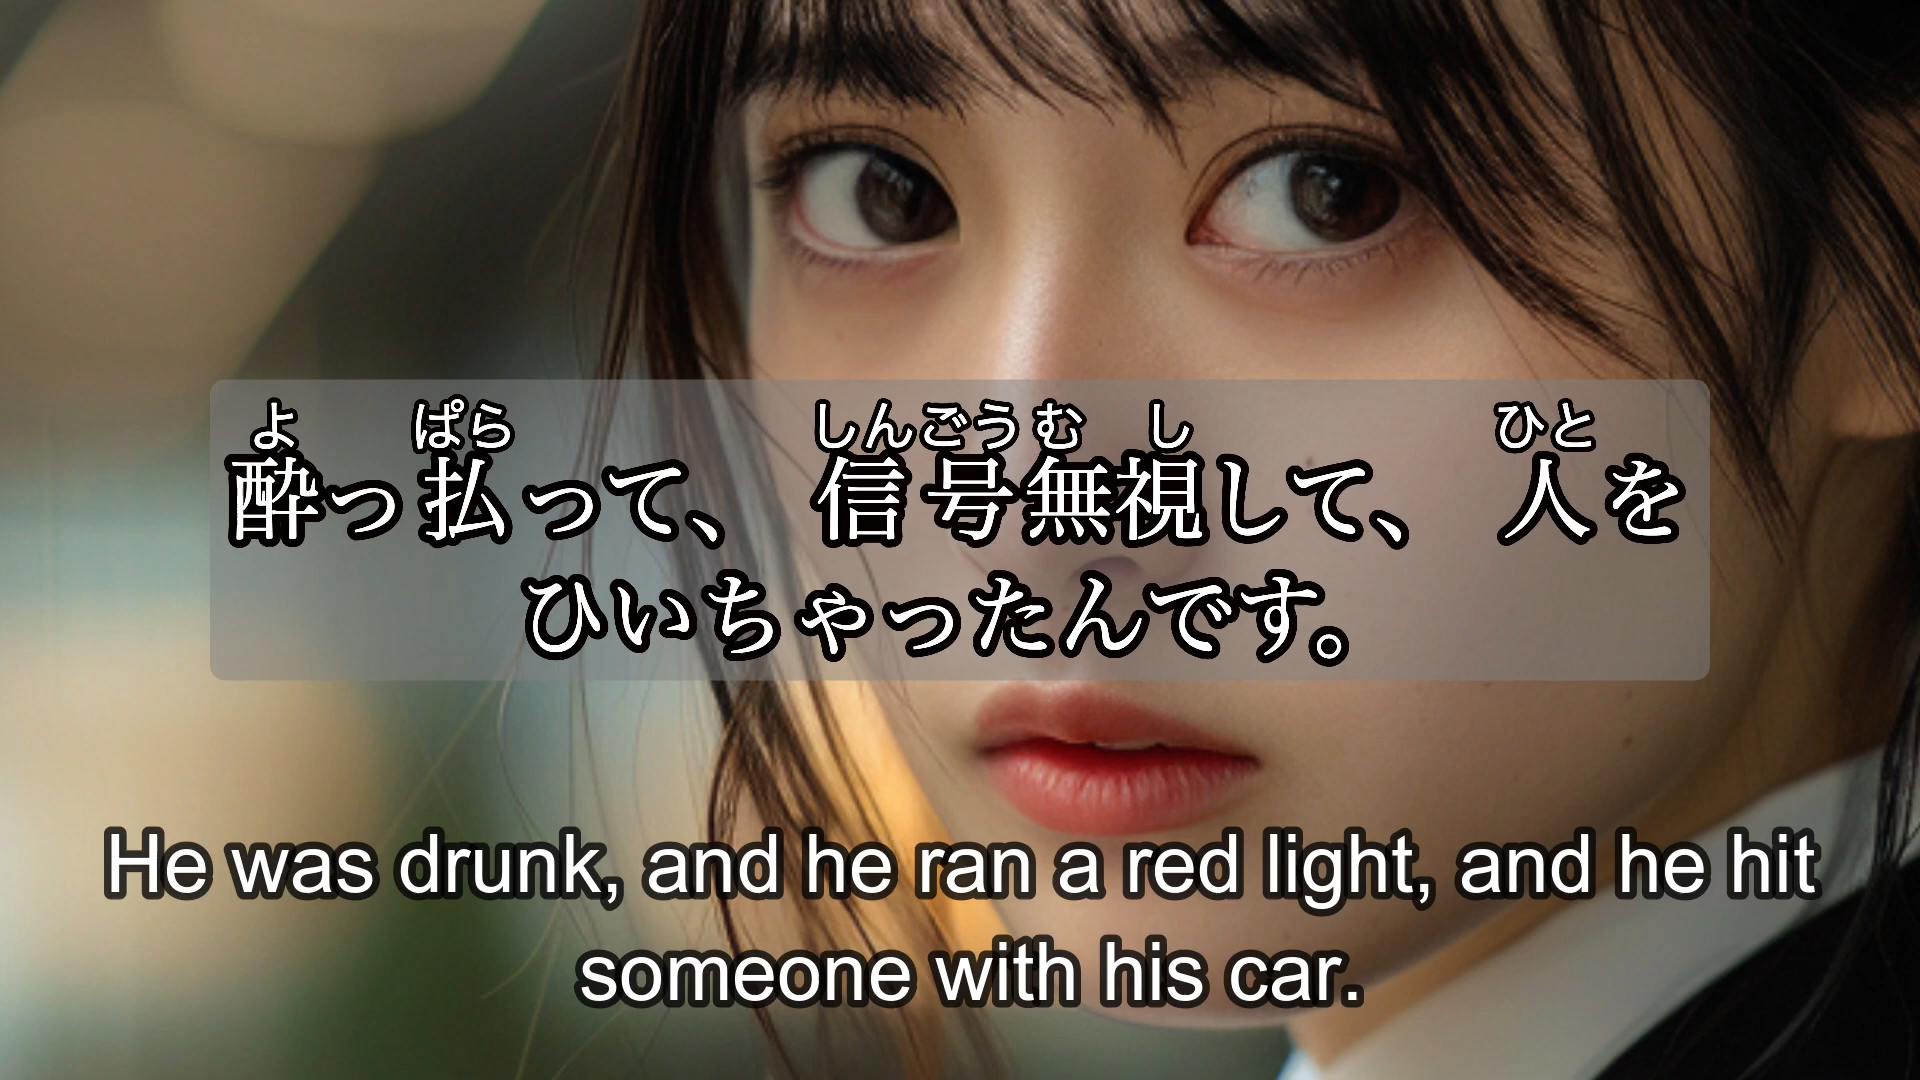 よ ぱら しんごう む し ひと
酔っ払って、 信号無視して、 人を
ひいちゃったんです。
He was drunk, and he ran a red light, and he hit
someone with his car.